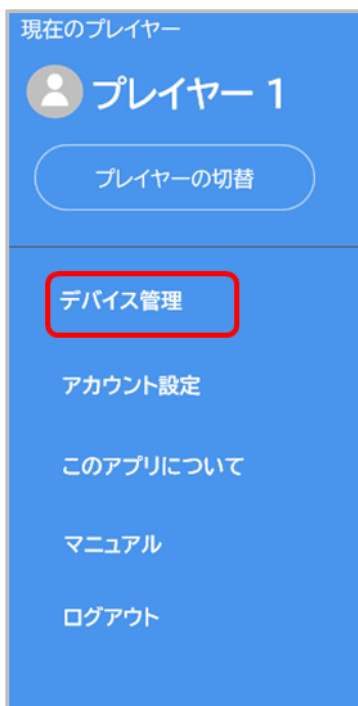 現在のプレイヤー
プレイヤー 1
プレイヤーの切替
デバイス管理
アカウント設定
このアプリについて
マニュアル
ログアウト